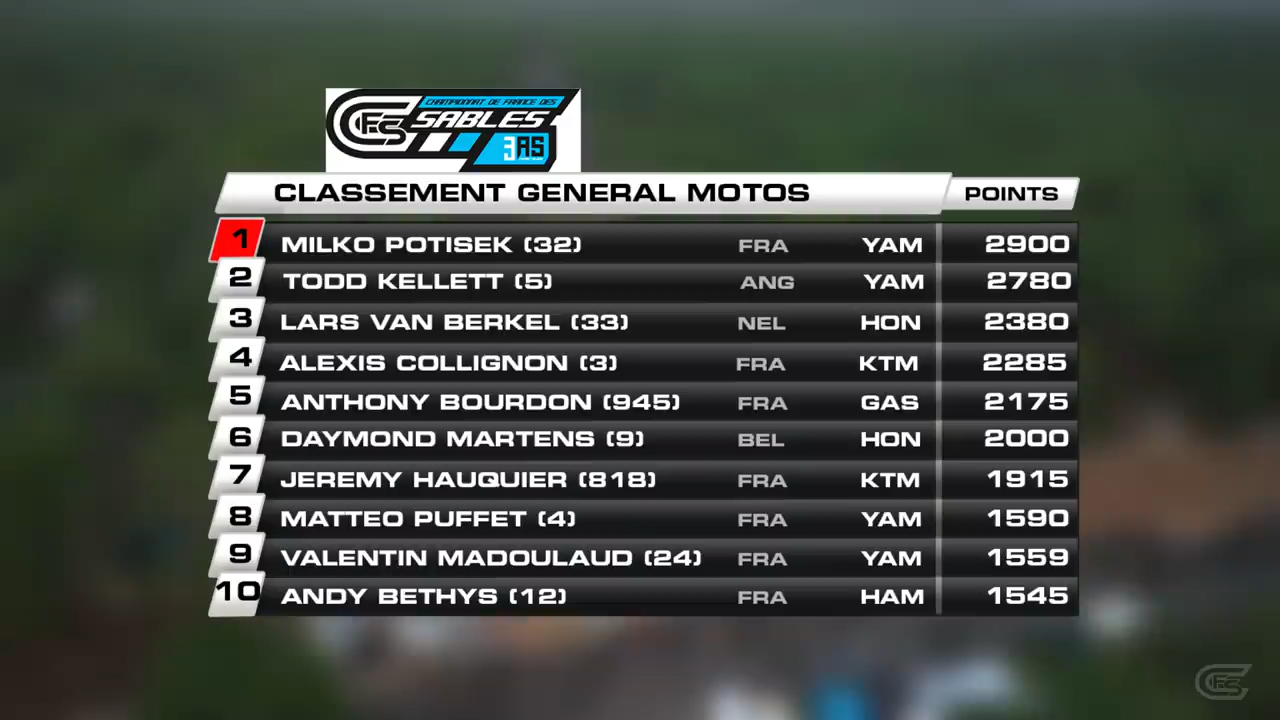 CHAMPIONNAT DE FRANCE DES
CFS SABLES
3AS
CLASSEMENT GENERAL MOTOS POINTS
1 MILKO POTISEK (32) FRA YAM 2900
2 TODD KELLETT (5) ANG YAM 2780
3 LARS VAN BERKEL (33) NEL HON 2380
4 ALEXIS COLLIGNON (3) FRA KTM 2285
5 ANTHONY BOURDON (945) FRA GAS 2175
6 DAYMOND MARTENS (9) BEL HON 2000
7 JEREMY HAUQUIER (818) FRA KTM 1915
8 MATTEO PUFFET (4) FRA YAM 1590
9 VALENTIN MADOULAUD (24) FRA YAM 1559
10 ANDY BETHYS (12) FRA HAM 1545
CFS